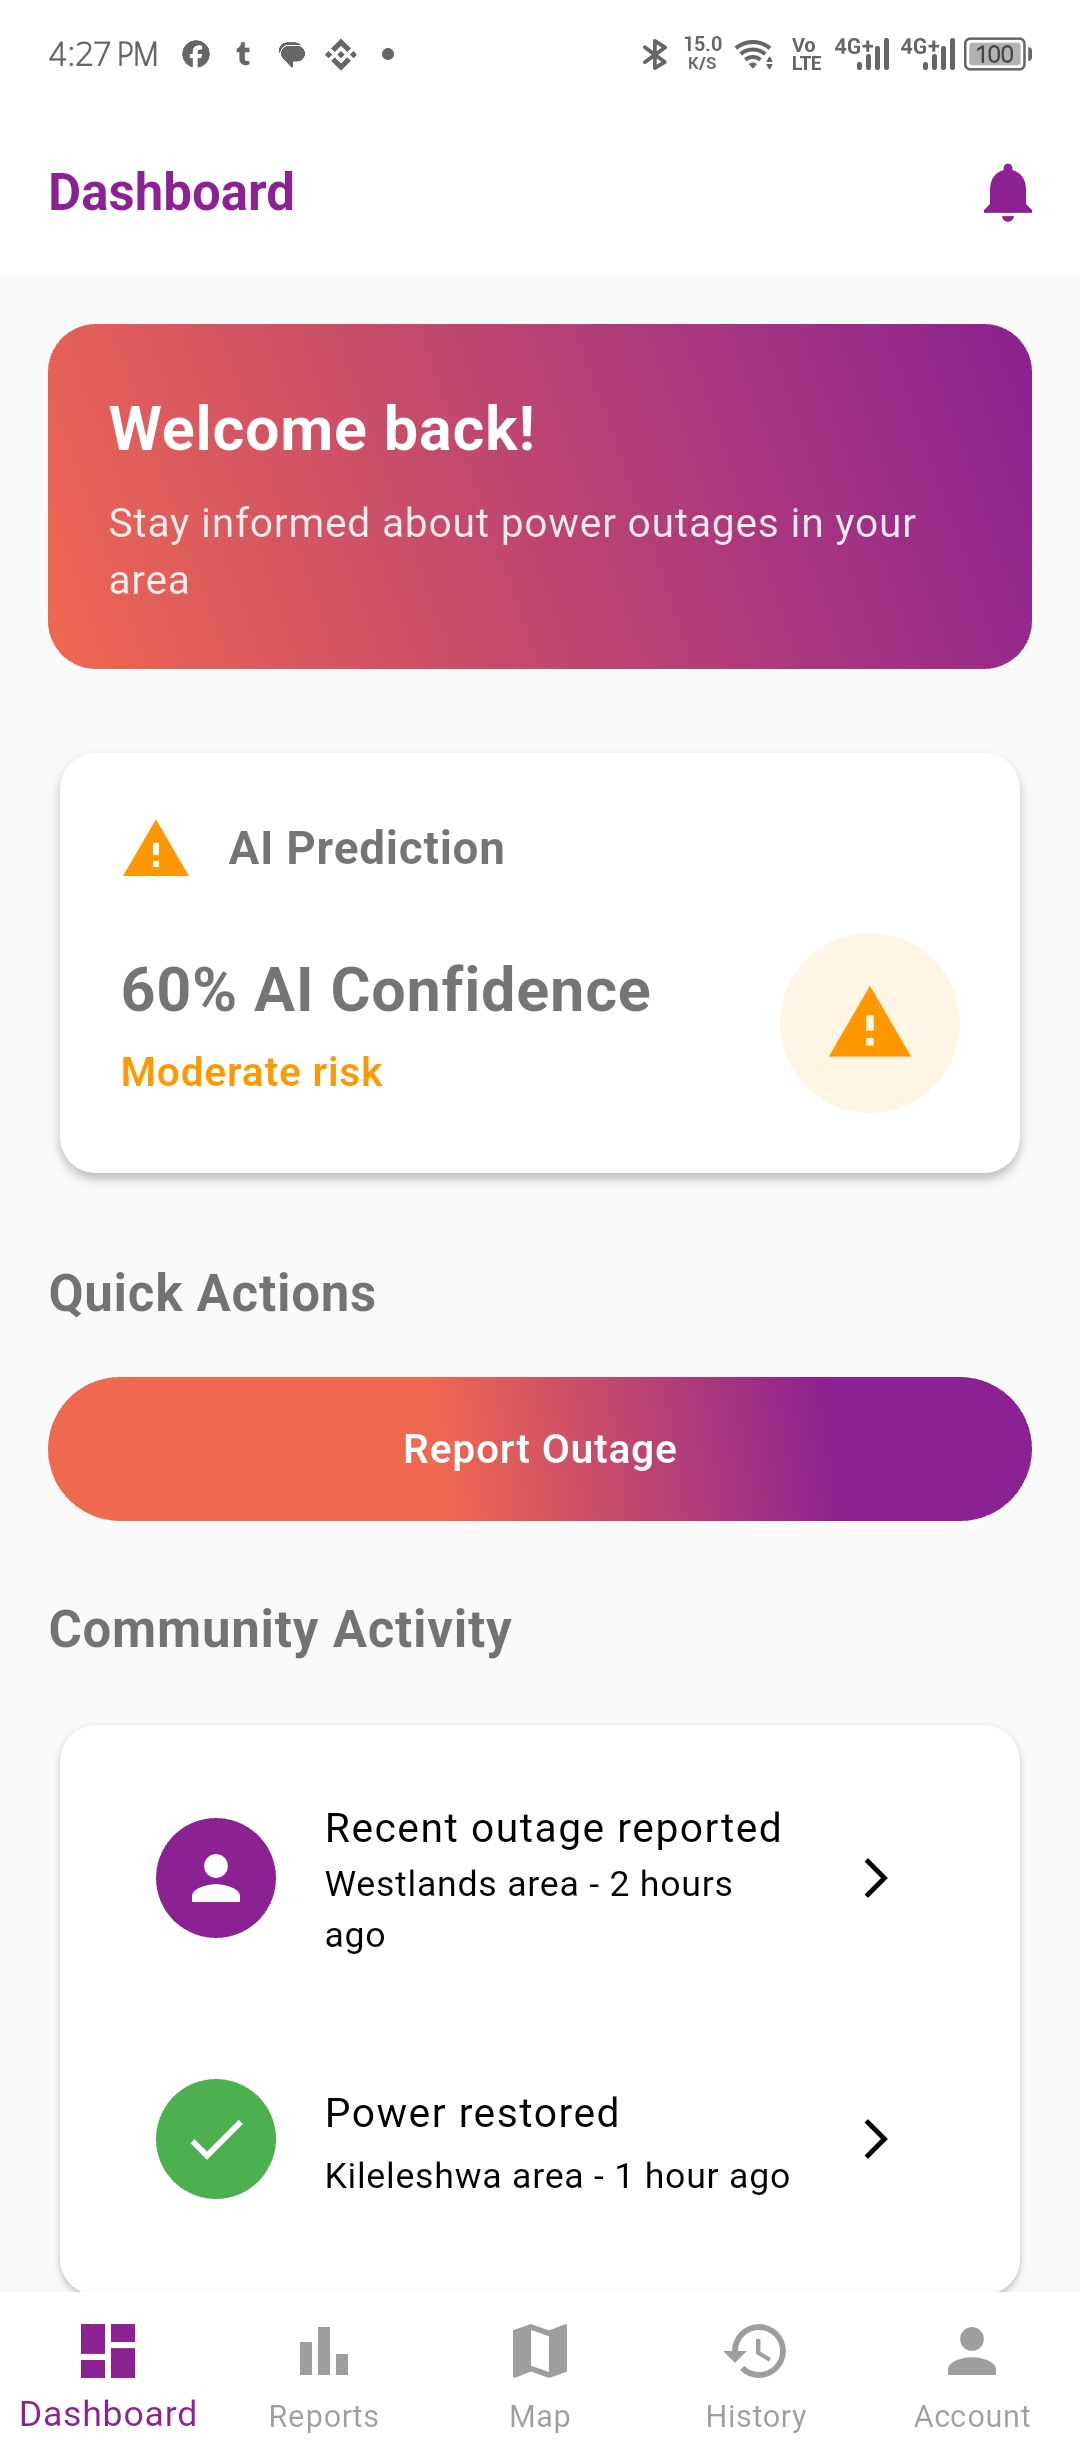 4:27 PM
15.0 K/S
Vo LTE
4G+
4G+
100
Dashboard
Welcome back!
Stay informed about power outages in your
area
AI Prediction
60% AI Confidence
Moderate risk
Quick Actions
Report Outage
Community Activity
Recent outage reported
Westlands area - 2 hours
ago
Power restored
Kileleshwa area - 1 hour ago
Dashboard
Reports
Map
History
Account